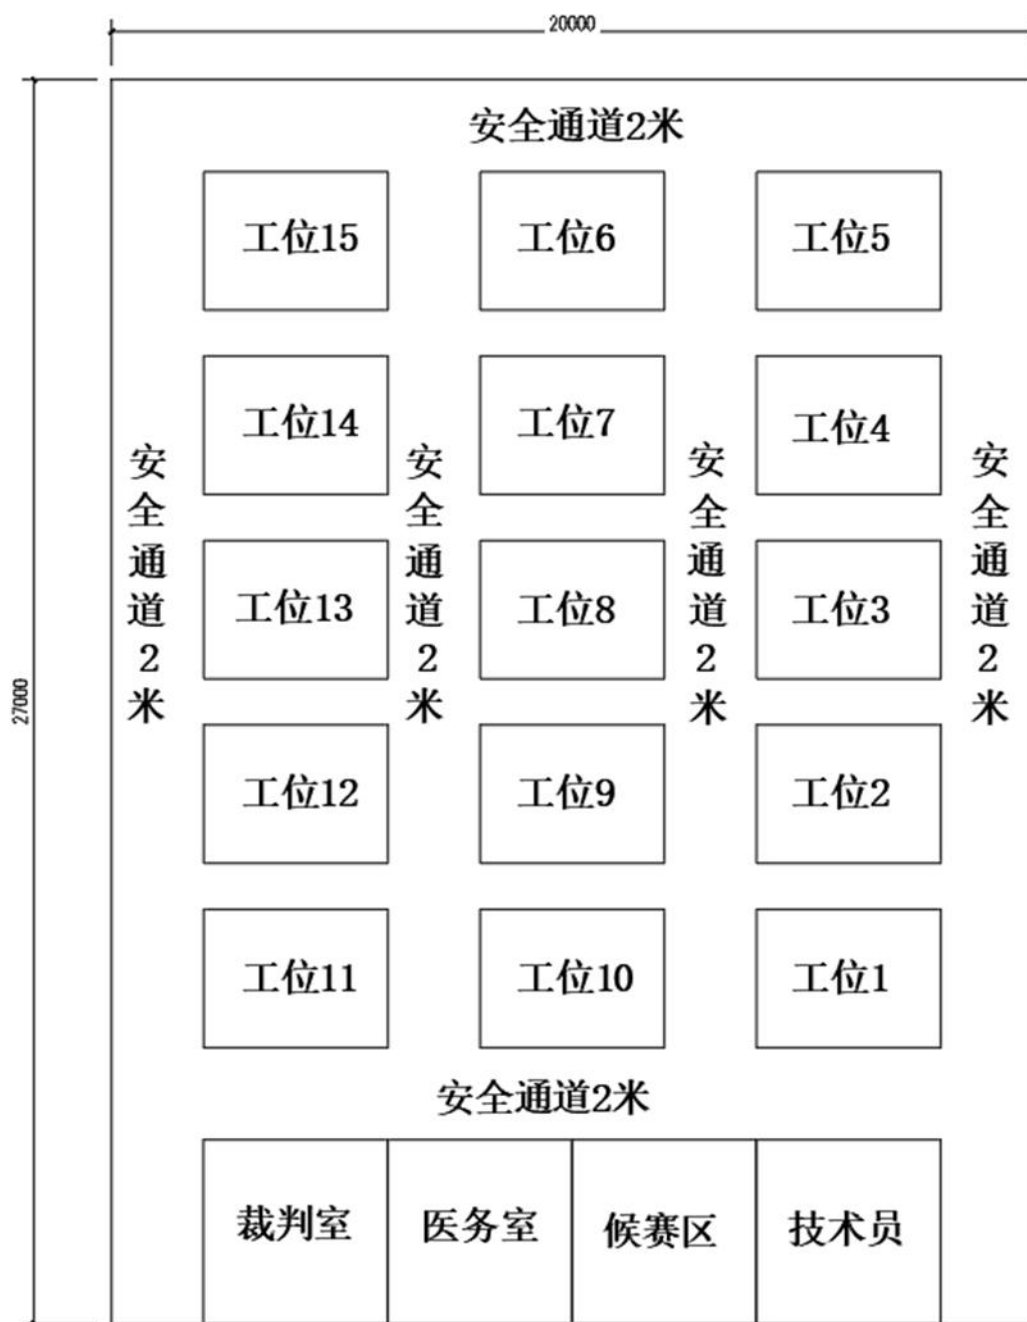 20000
安全通道2米
工位15
工位6
工位5
工位14
工位7
工位4
安全通道2米
安全通道2米
安全通道2米
安全通道2米
工位13
工位8
工位3
27000
工位12
工位9
工位2
工位11
工位10
工位1
安全通道2米
裁判室
医务室
候赛区
技术员